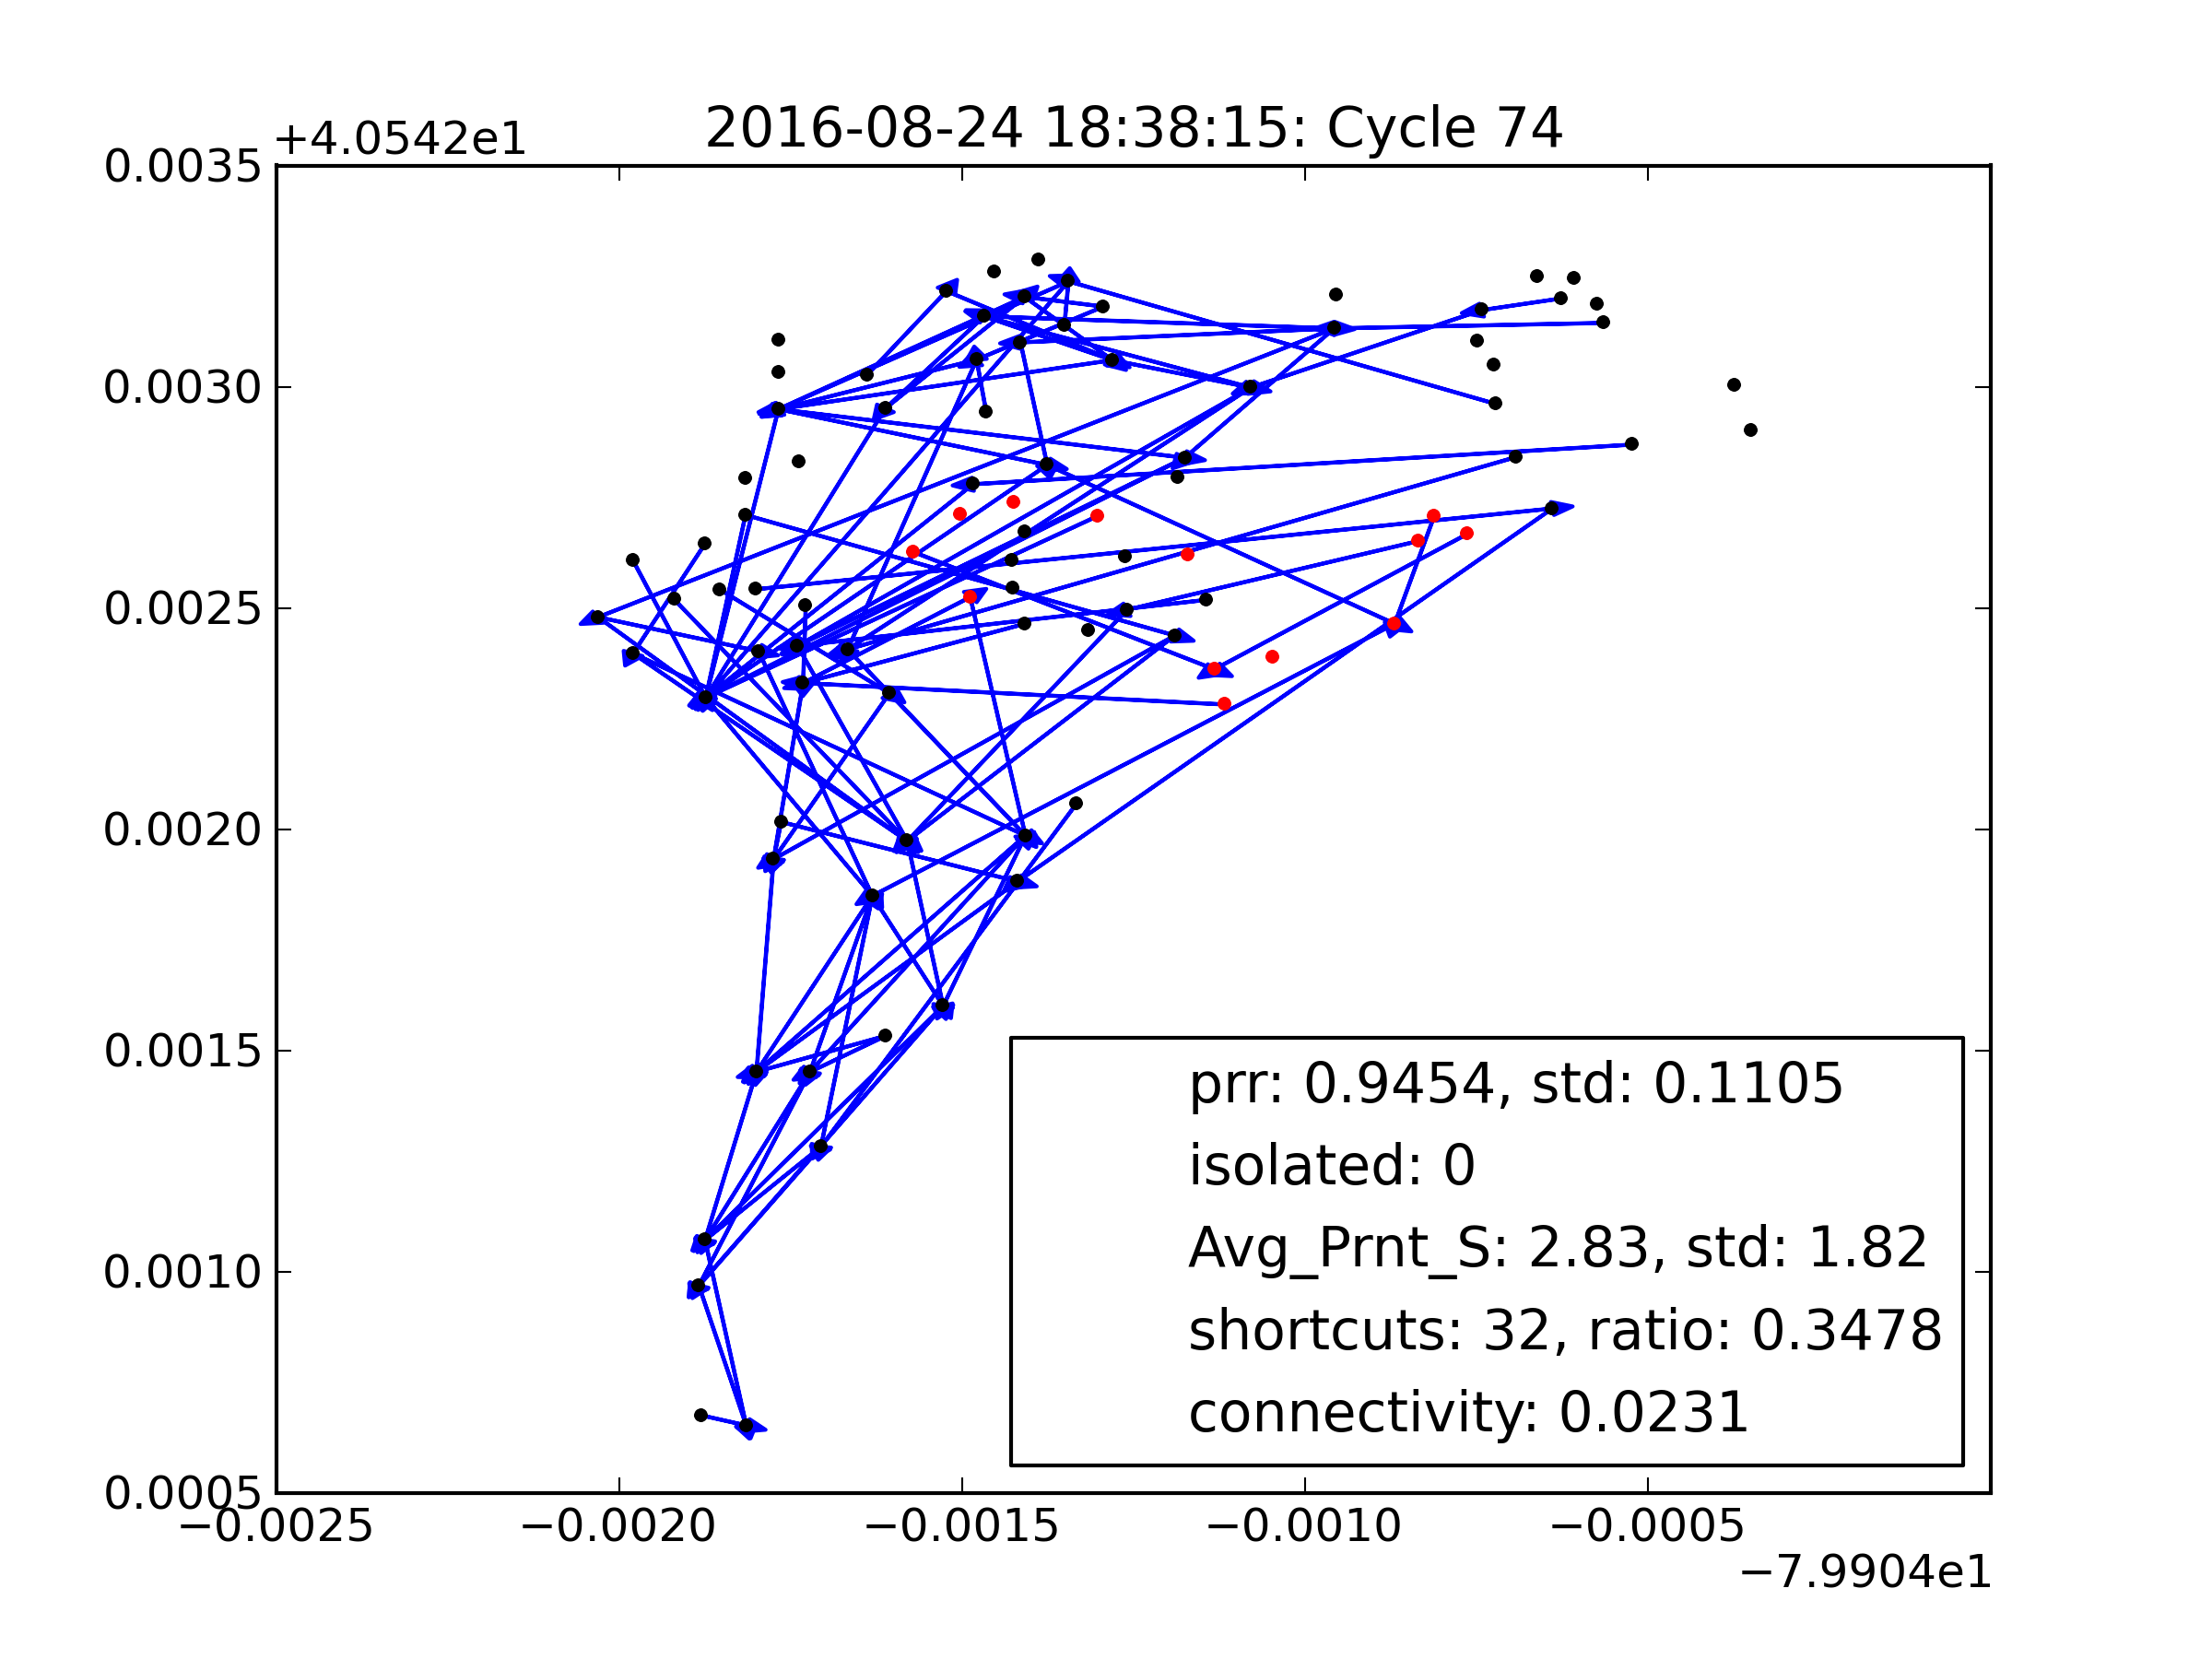 2016-08-24 18:38:15: Cycle 74
+4.0542e1
0.0035
0.0030
0.0025
0.0020
0.0015
0.0010
0.0005
prr: 0.9454, std: 0.1105
isolated: 0
Avg_Prnt_S: 2.83, std: 1.82
shortcuts: 32, ratio: 0.3478
connectivity: 0.0231
−0.0025 −0.0020 −0.0015 −0.0010 −0.0005
−7.9904e1